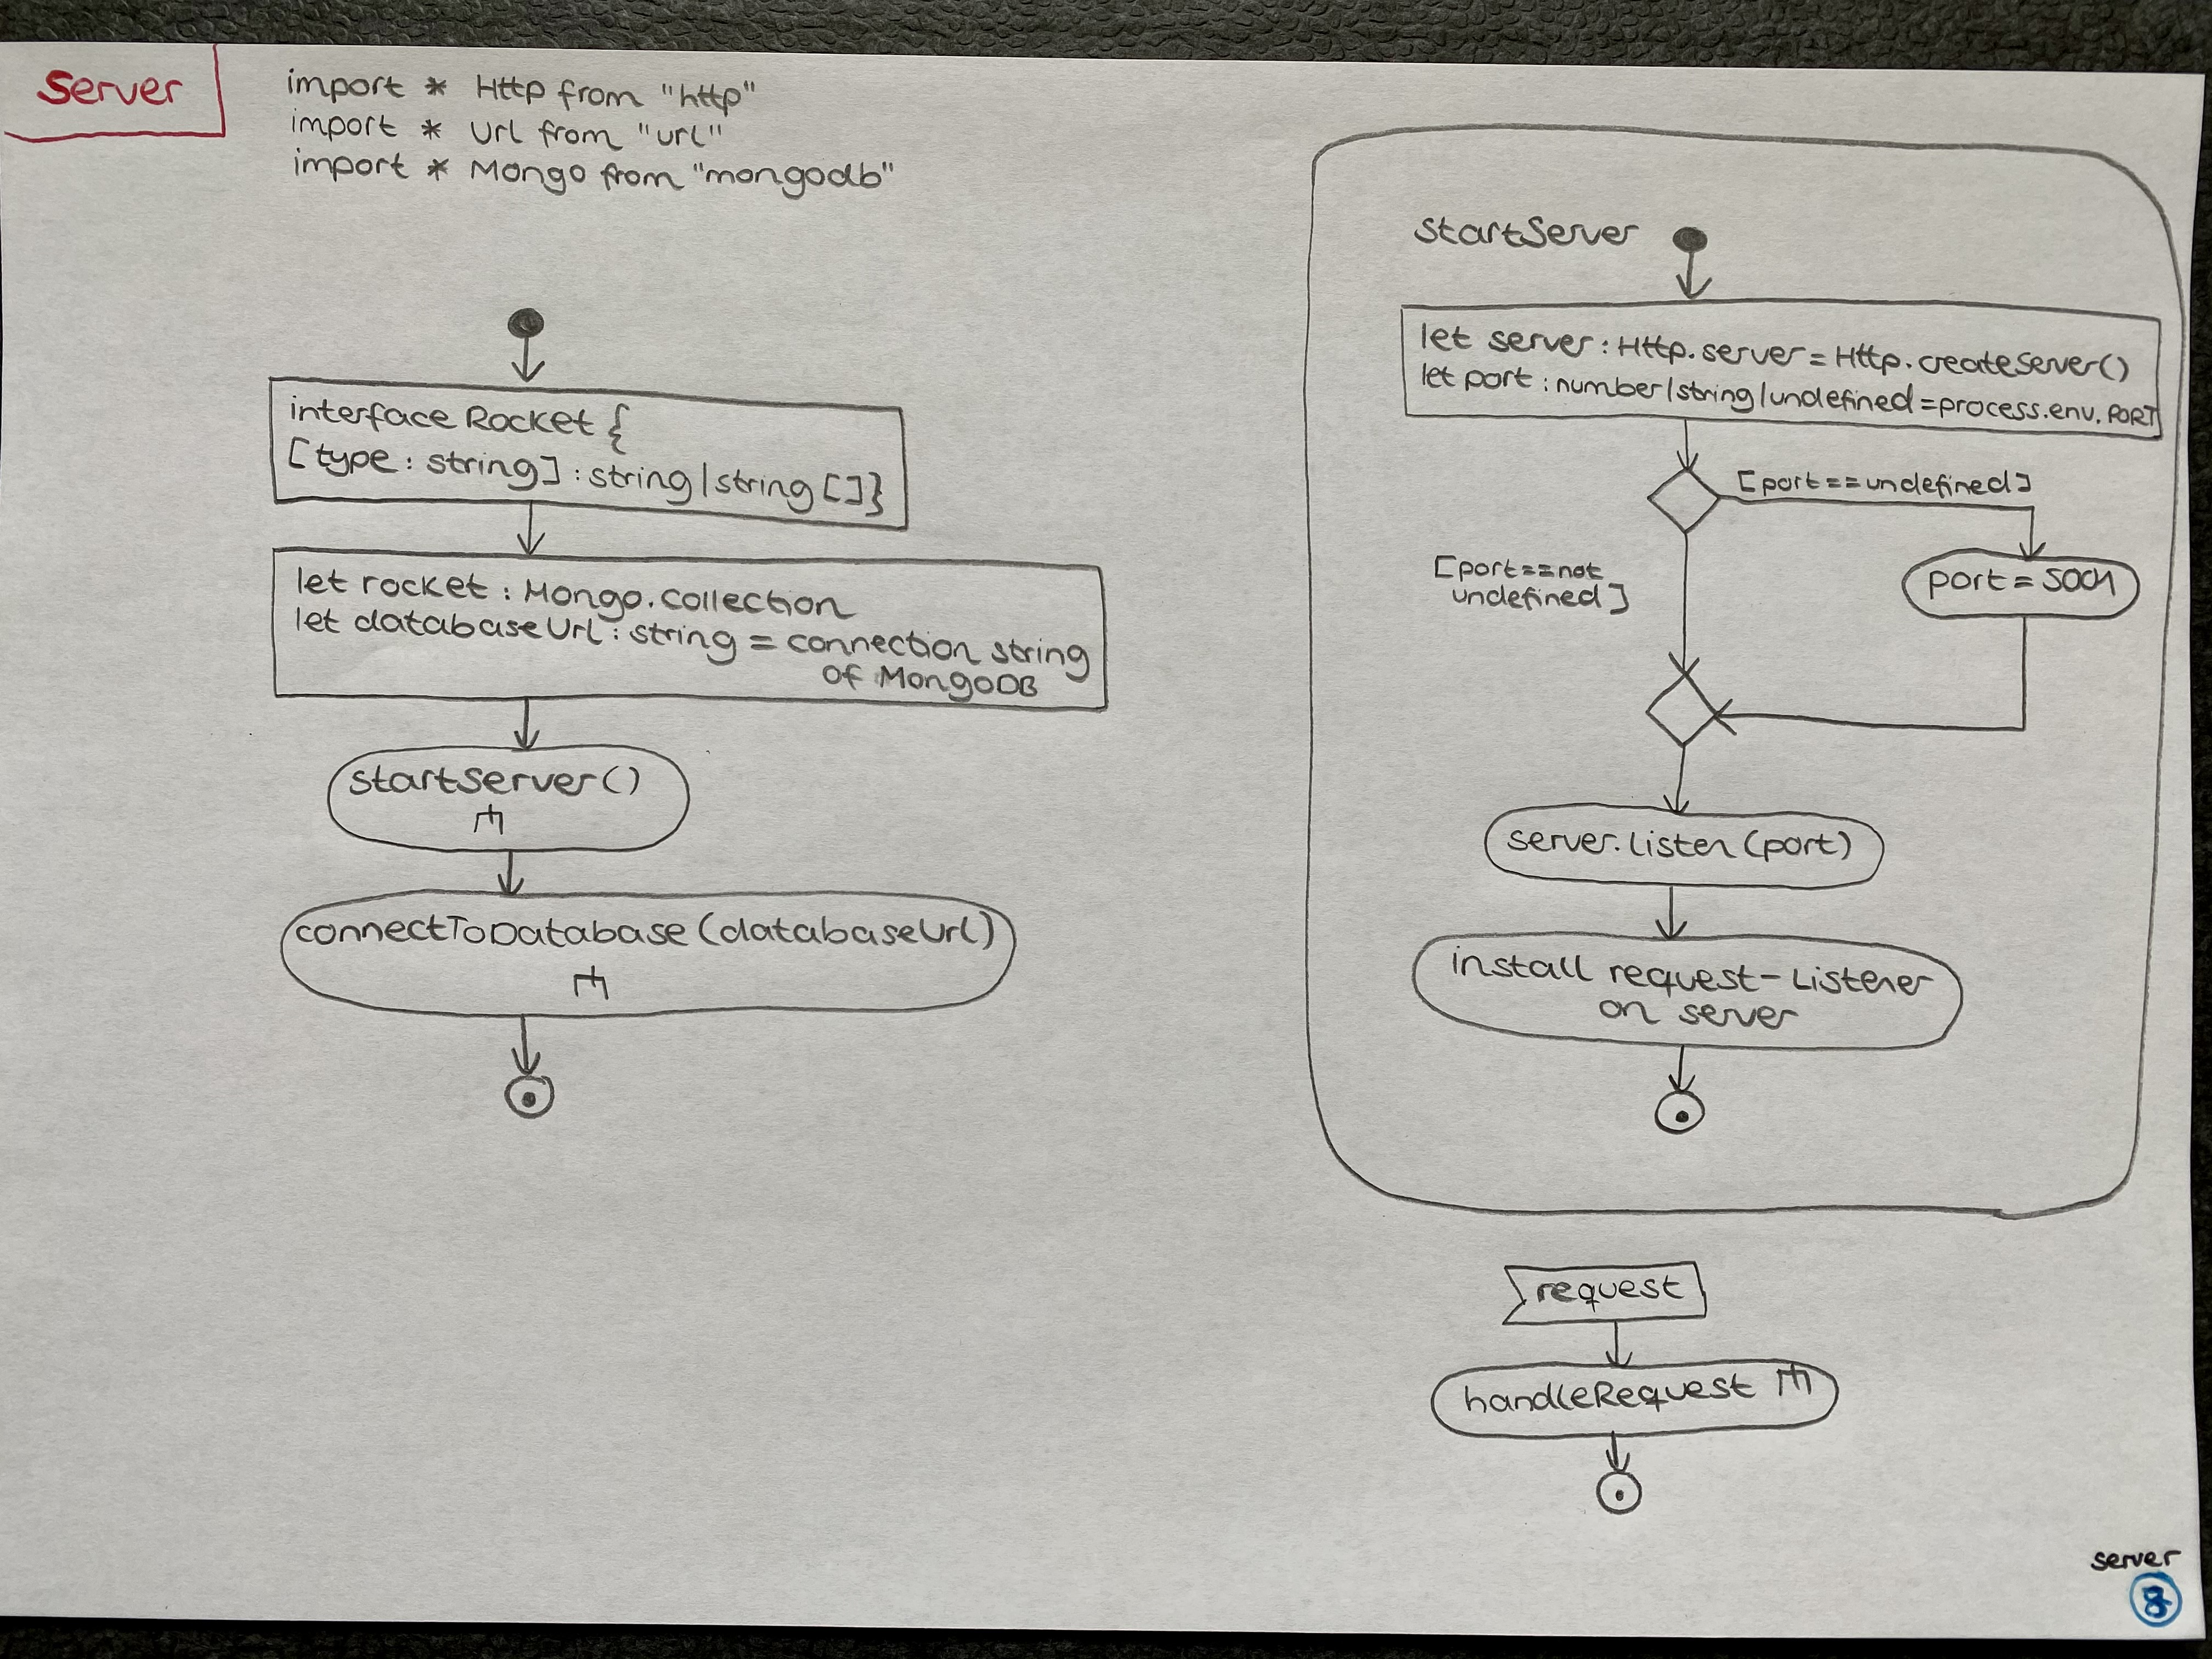 Server
import * Http from "http"
import * Url from "url"
import * Mongo from "mongodb"
interface Rocket {
[type: string]: string|string[]}
let rocket: Mongo.Collection
let databaseUrl: string = connection string
of MongoDB
startServer()
connectToDatabase(databaseUrl)
startServer
let server: Http.server = Http.createServer()
let port: number|string|undefined=process.env.PORT
[port==undefined]
[port==not
undefined]
port = 5001
server.listen(port)
install request-Listener
on server
request
handleRequest
server
8